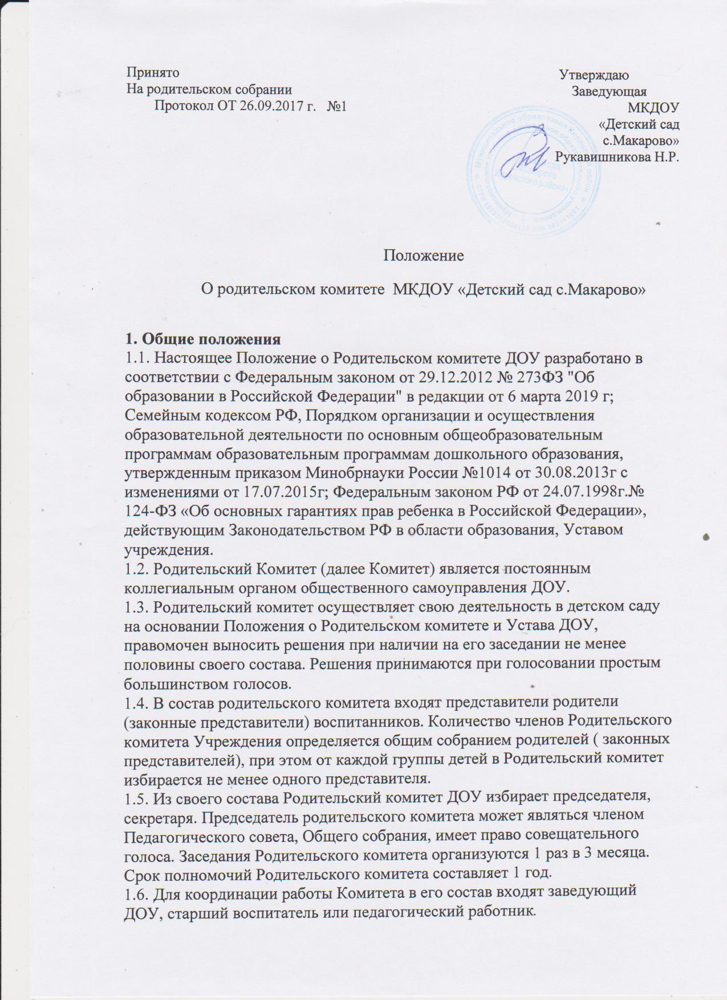 Принято
На родительском собрании
Протокол ОТ 26.09.2017 г. №1
Утверждаю
Заведующая
МКДОУ
«Детский сад
с.Макарово»
Рукавишникова Н.Р.
Муниципальное образование Киренский район
сад
Киренского района»
Положение
О родительском комитете МКДОУ «Детский сад с.Макарово»
1. Общие положения
1.1. Настоящее Положение о Родительском комитете ДОУ разработано в
соответствии с Федеральным законом от 29.12.2012 № 273ФЗ "Об
образовании в Российской Федерации" в редакции от 6 марта 2019 г;
Семейным кодексом РФ, Порядком организации и осуществления
образовательной деятельности по основным общеобразовательным
программам образовательным программам дошкольного образования,
утвержденным приказом Минобрнауки России №1014 от 30.08.2013г с
изменениями от 17.07.2015г; Федеральным законом РФ от 24.07.1998г.№
124-ФЗ «Об основных гарантиях прав ребенка в Российской Федерации»,
действующим Законодательством РФ в области образования, Уставом
учреждения.
1.2. Родительский Комитет (далее Комитет) является постоянным
коллегиальным органом общественного самоуправления ДОУ.
1.3. Родительский комитет осуществляет свою деятельность в детском саду
на основании Положения о Родительском комитете и Устава ДОУ,
правомочен выносить решения при наличии на его заседании не менее
половины своего состава. Решения принимаются при голосовании простым
большинством голосов.
1.4. В состав родительского комитета входят представители родители
(законные представители) воспитанников. Количество членов Родительского
комитета Учреждения определяется общим собранием родителей ( законных
представителей), при этом от каждой группы детей в Родительский комитет
избирается не менее одного представителя.
1.5. Из своего состава Родительский комитет ДОУ избирает председателя,
секретаря. Председатель родительского комитета может являться членом
Педагогического совета, Общего собрания, имеет право совещательного
голоса. Заседания Родительского комитета организуются 1 раз в 3 месяца.
Срок полномочий Родительского комитета составляет 1 год.
1.6. Для координации работы Комитета в его состав входят заведующий
ДОУ, старший воспитатель или педагогический работник.